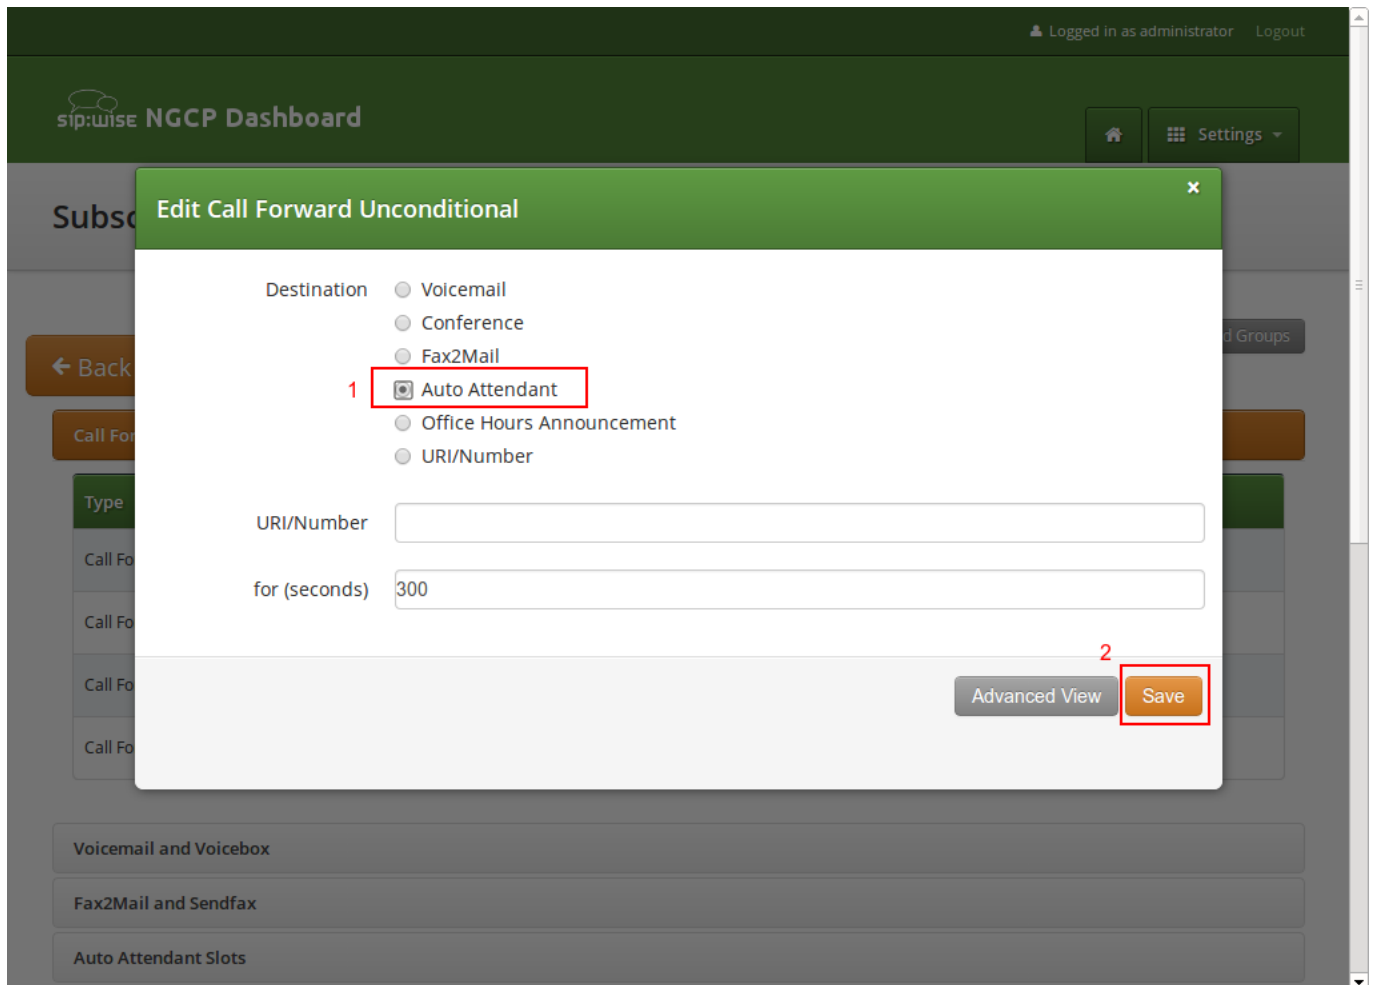 Logged in as administrator Logout
sip:wise NGCP Dashboard
Settings
Subsc
Edit Call Forward Unconditional
×
Destination
Voicemail
Conference
Fax2Mail
1 Auto Attendant
Office Hours Announcement
URI/Number
d Groups
Back
Call For
Type
URI/Number
Call Fo
for (seconds) 300
Call Fo
2
Call Fo
Advanced View Save
Call Fo
Voicemail and Voicebox
Fax2Mail and Sendfax
Auto Attendant Slots